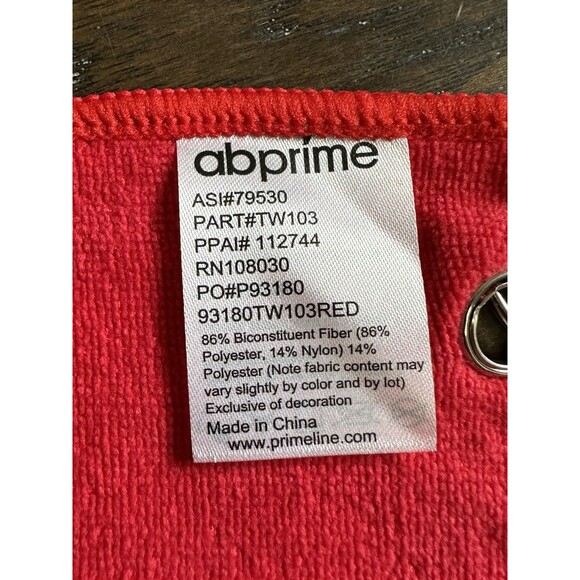 abprime
ASI#79530
PART#TW103
PPAI# 112744
RN108030
PO#P93180
93180TW103RED
86% Biconstituent Fiber (86%
Polyester, 14% Nylon) 14%
Polyester (Note fabric content may
vary slightly by color and by lot)
Exclusive of decoration
Made in China
www.primeline.com